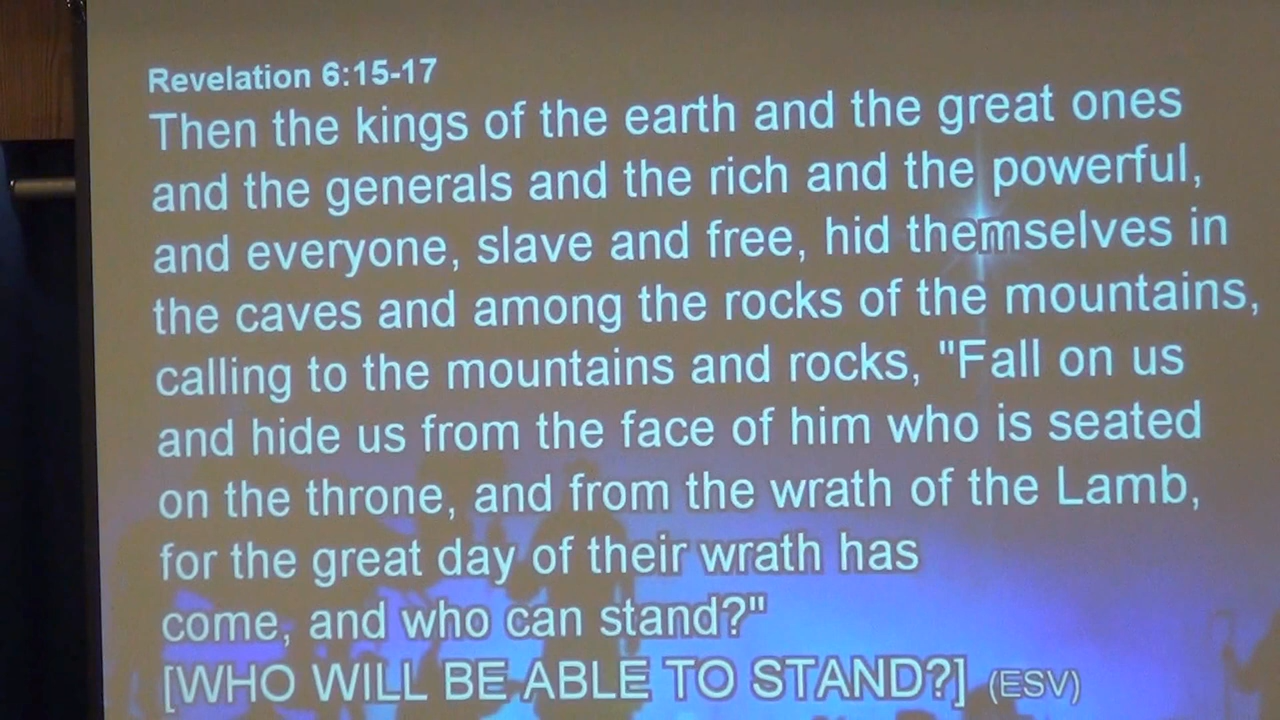 Revelation 6:15-17
Then the kings of the earth and the great ones
and the generals and the rich and the powerful,
and everyone, slave and free, hid themselves in
the caves and among the rocks of the mountains,
calling to the mountains and rocks, "Fall on us
and hide us from the face of him who is seated
on the throne, and from the wrath of the Lamb,
for the great day of their wrath has
come, and who can stand?"
[WHO WILL BE ABLE TO STAND?] (ESV)